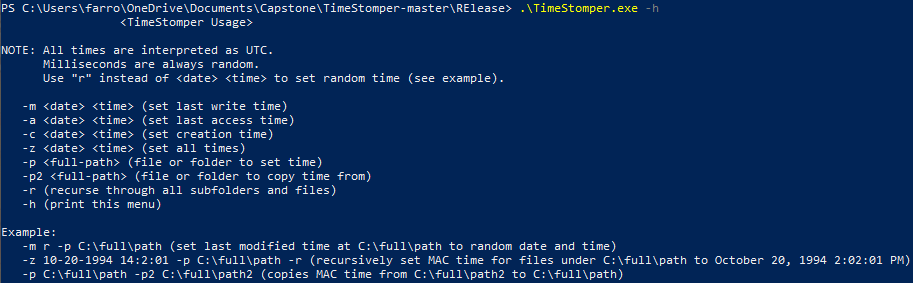 PS C:\Users\farro\OneDrive\Documents\Capstone\TimeStomper-master\RElease> .\TimeStomper.exe -h
<TimeStomper Usage>
NOTE: All times are interpreted as UTC.
Milliseconds are always random.
Use "r" instead of <date> <time> to set random time (see example).
-m <date> <time> (set last write time)
-a <date> <time> (set last access time)
-c <date> <time> (set creation time)
-z <date> <time> (set all times)
-p <full-path> (file or folder to set time)
-p2 <full-path> (file or folder to copy time from)
-r (recurse through all subfolders and files)
-h (print this menu)
Example:
-m r -p C:\full\path (set last modified time at C:\full\path to random date and time)
-z 10-20-1994 14:2:01 -p C:\full\path -r (recursively set MAC time for files under C:\full\path to October 20, 1994 2:02:01 PM)
-p C:\full\path -p2 C:\full\path2 (copies MAC time from C:\full\path2 to C:\full\path)